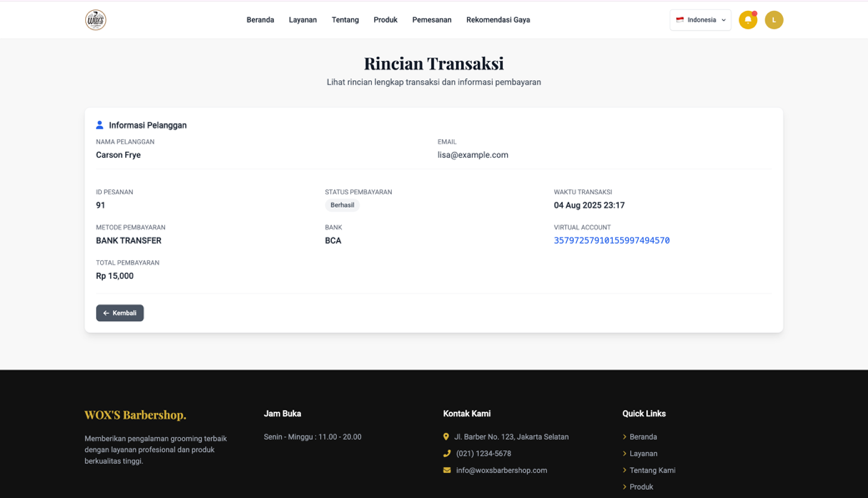 WOX'S
Beranda
Layanan
Tentang
Produk
Pemesanan
Rekomendasi Gaya
Indonesia
L
Rincian Transaksi
Lihat rincian lengkap transaksi dan informasi pembayaran
Informasi Pelanggan
NAMA PELANGGAN
Carson Frye
EMAIL
lisa@example.com
ID PESANAN
91
STATUS PEMBAYARAN
Berhasil
WAKTU TRANSAKSI
04 Aug 2025 23:17
METODE PEMBAYARAN
BANK TRANSFER
BANK
BCA
VIRTUAL ACCOUNT
35797257910155997494570
TOTAL PEMBAYARAN
Rp 15,000
Kembali
WOX'S Barbershop.
Memberikan pengalaman grooming terbaik
dengan layanan profesional dan produk
berkualitas tinggi.
Jam Buka
Senin - Minggu : 11.00 - 20.00
Kontak Kami
Jl. Barber No. 123, Jakarta Selatan
(021) 1234-5678
info@woxsbarbershop.com
Quick Links
Beranda
Layanan
Tentang Kami
Produk